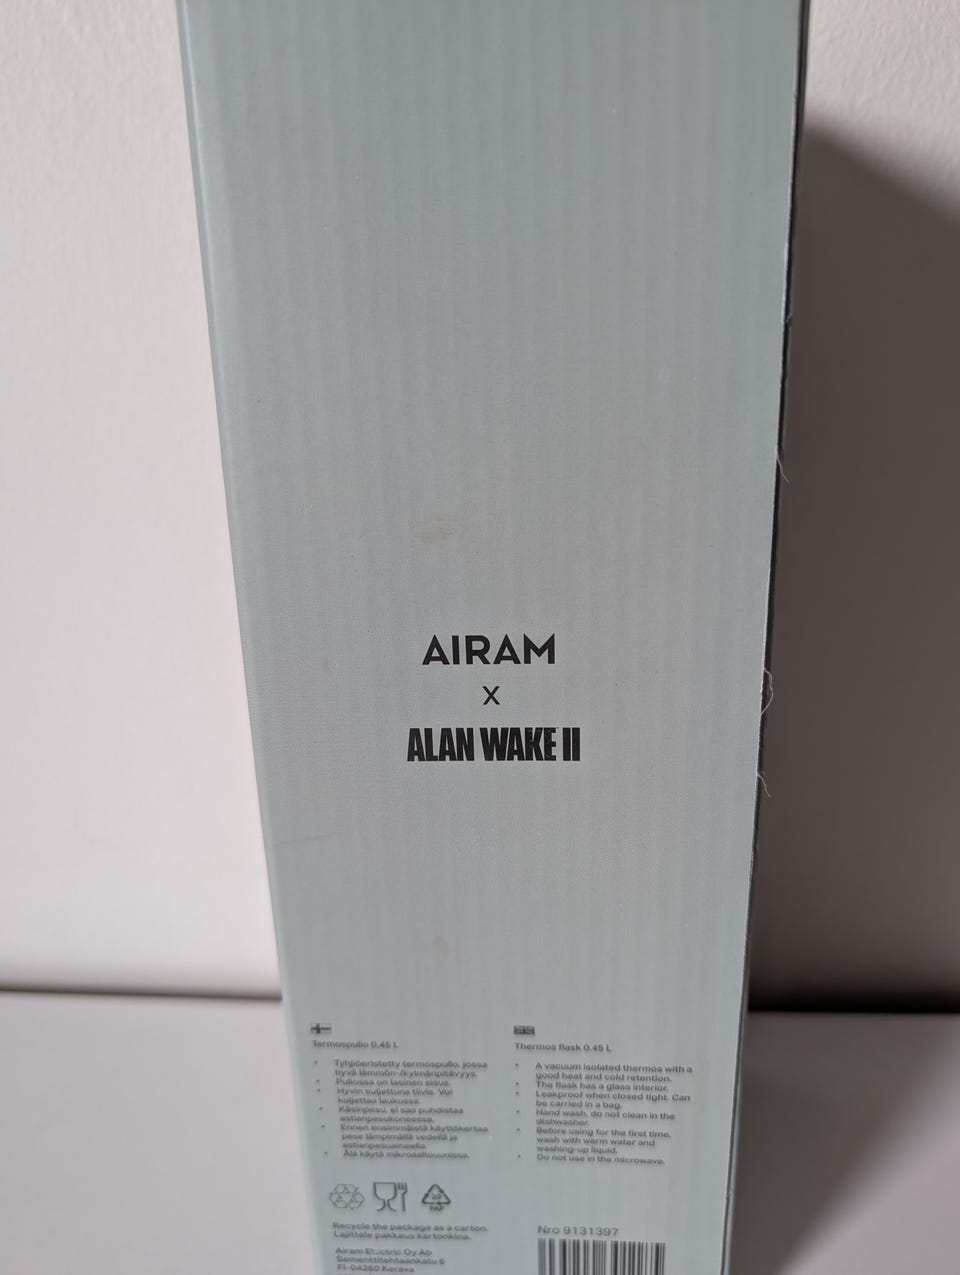 AIRAM
X
ALAN WAKE II
Termospullo 0,45 L
• Tyhjiöeristetty termospullo, jossa
hyvä lämmön-/kylmänpitävyys.
• Pullossa on lasinen sisus.
• Hyvin suljettuna tiivis. Voi
kuljettaa laukussa.
• Käsinpesu, ei saa puhdistaa
astianpesukoneessa.
• Ennen ensimmäistä käyttökertaa
pese lämpimällä vedellä ja
astianpesuaineella.
• Älä käytä mikroaaltouunissa.
Thermos flask 0.45 L
• A vacuum isolated thermos with a
good heat and cold retention.
• The flask has a glass interior.
• Leakproof when closed tight. Can
be carried in a bag.
• Hand wash, do not clean in the
dishwasher.
• Before using for the first time,
wash with warm water and
washing-up liquid.
• Do not use in the microwave.
PAP
Recycle the package as a carton.
Lajittele pakkaus kartonkina.
Airam Electric Oy Ab
Sementtitehtaankatu 6
FI-04260 Kerava
Nro 9131397